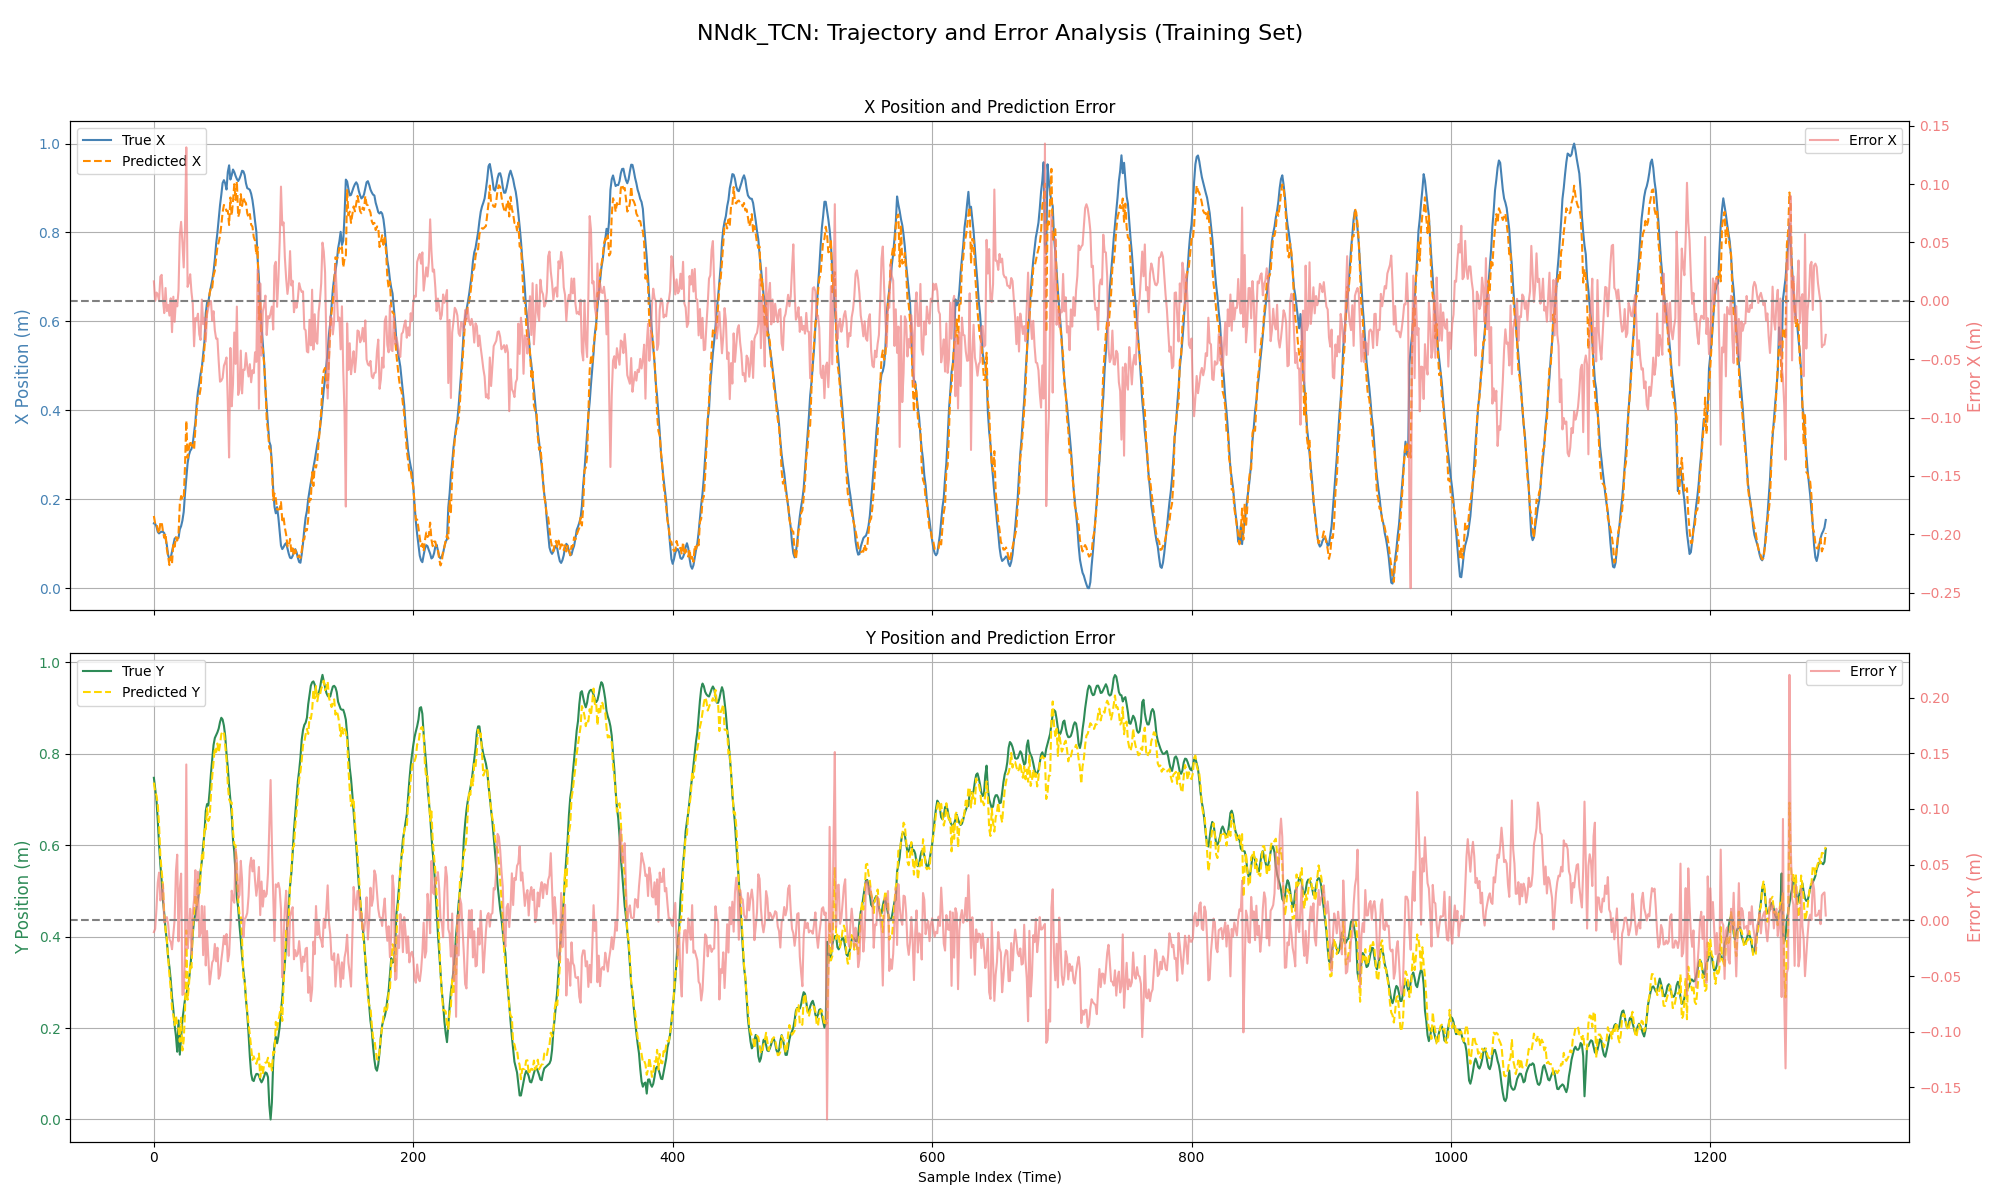 NNdk_TCN: Trajectory and Error Analysis (Training Set)
X Position and Prediction Error
True X
Predicted X
Error X
X Position (m)
1.0
0.8
0.6
0.4
0.2
0.0
0.15
0.10
0.05
0.00
−0.05
−0.10
−0.15
−0.20
−0.25
Error X (m)
Y Position and Prediction Error
True Y
Predicted Y
Error Y
Y Position (m)
1.0
0.8
0.6
0.4
0.2
0.0
0.20
0.15
0.10
0.05
0.00
−0.05
−0.10
−0.15
Error Y (m)
0 200 400 600 800 1000 1200
Sample Index (Time)